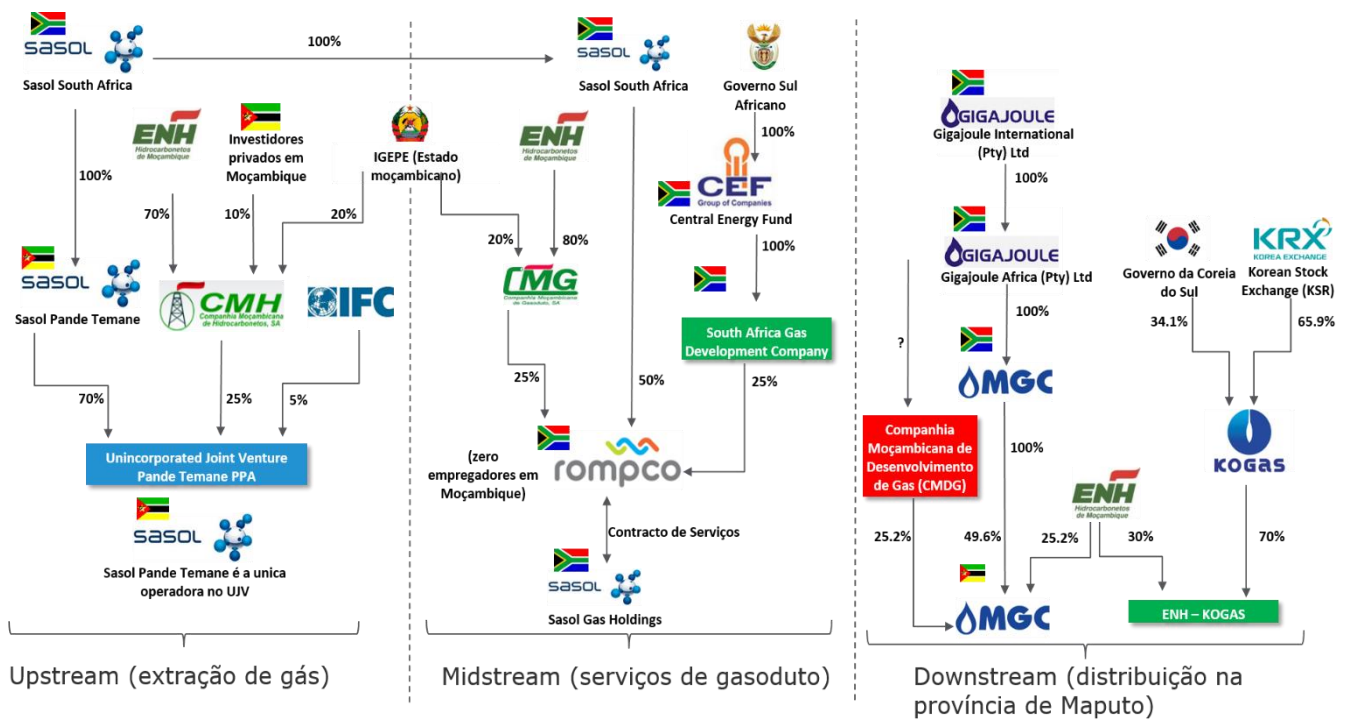 sasol
Sasol South Africa
100%
sasol
Sasol South Africa
Governo Sul
Africano
100%
ENH
Hidrocarbonetos
de Moçambique
Investidores
privados em
Moçambique
IGEPE (Estado
moçambicano)
ENH
Hidrocarbonetos
de Moçambique
CEF
Group of Companies
Central Energy Fund
100%
100%
70%
10%
20%
20%
80%
sasol
Sasol Pande Temane
CMH
Companhia Moçambicana
de Hidrocarbonetos, SA
IFC
CMG
Companhia Moçambicana
de Gasoduto, SA
South Africa Gas
Development Company
70%
25%
5%
25%
50%
25%
Unincorporated Joint Venture
Pande Temane PPA
sasol
Sasol Pande Temane é a unica
operadora no UJV
(zero
empregadores em
Moçambique)
rompco
Contracto de Serviços
sasol
Sasol Gas Holdings
GIGAJOULE
Gigajoule International
(Pty) Ltd
100%
GIGAJOULE
Gigajoule Africa (Pty) Ltd
100%
?
MGC
100%
Governo da Coreia
do Sul
KRX
KOREA EXCHANGE
Korean Stock
Exchange (KSR)
34.1%
65.9%
KOGAS
Companhia
Moçambicana de
Desenvolvimento
de Gas (CMDG)
ENH
Hidrocarbonetos
de Moçambique
25.2%
49.6%
25.2%
30%
70%
MGC
ENH – KOGAS
Upstream (extração de gás)
Midstream (serviços de gasoduto)
Downstream (distribuição na
província de Maputo)